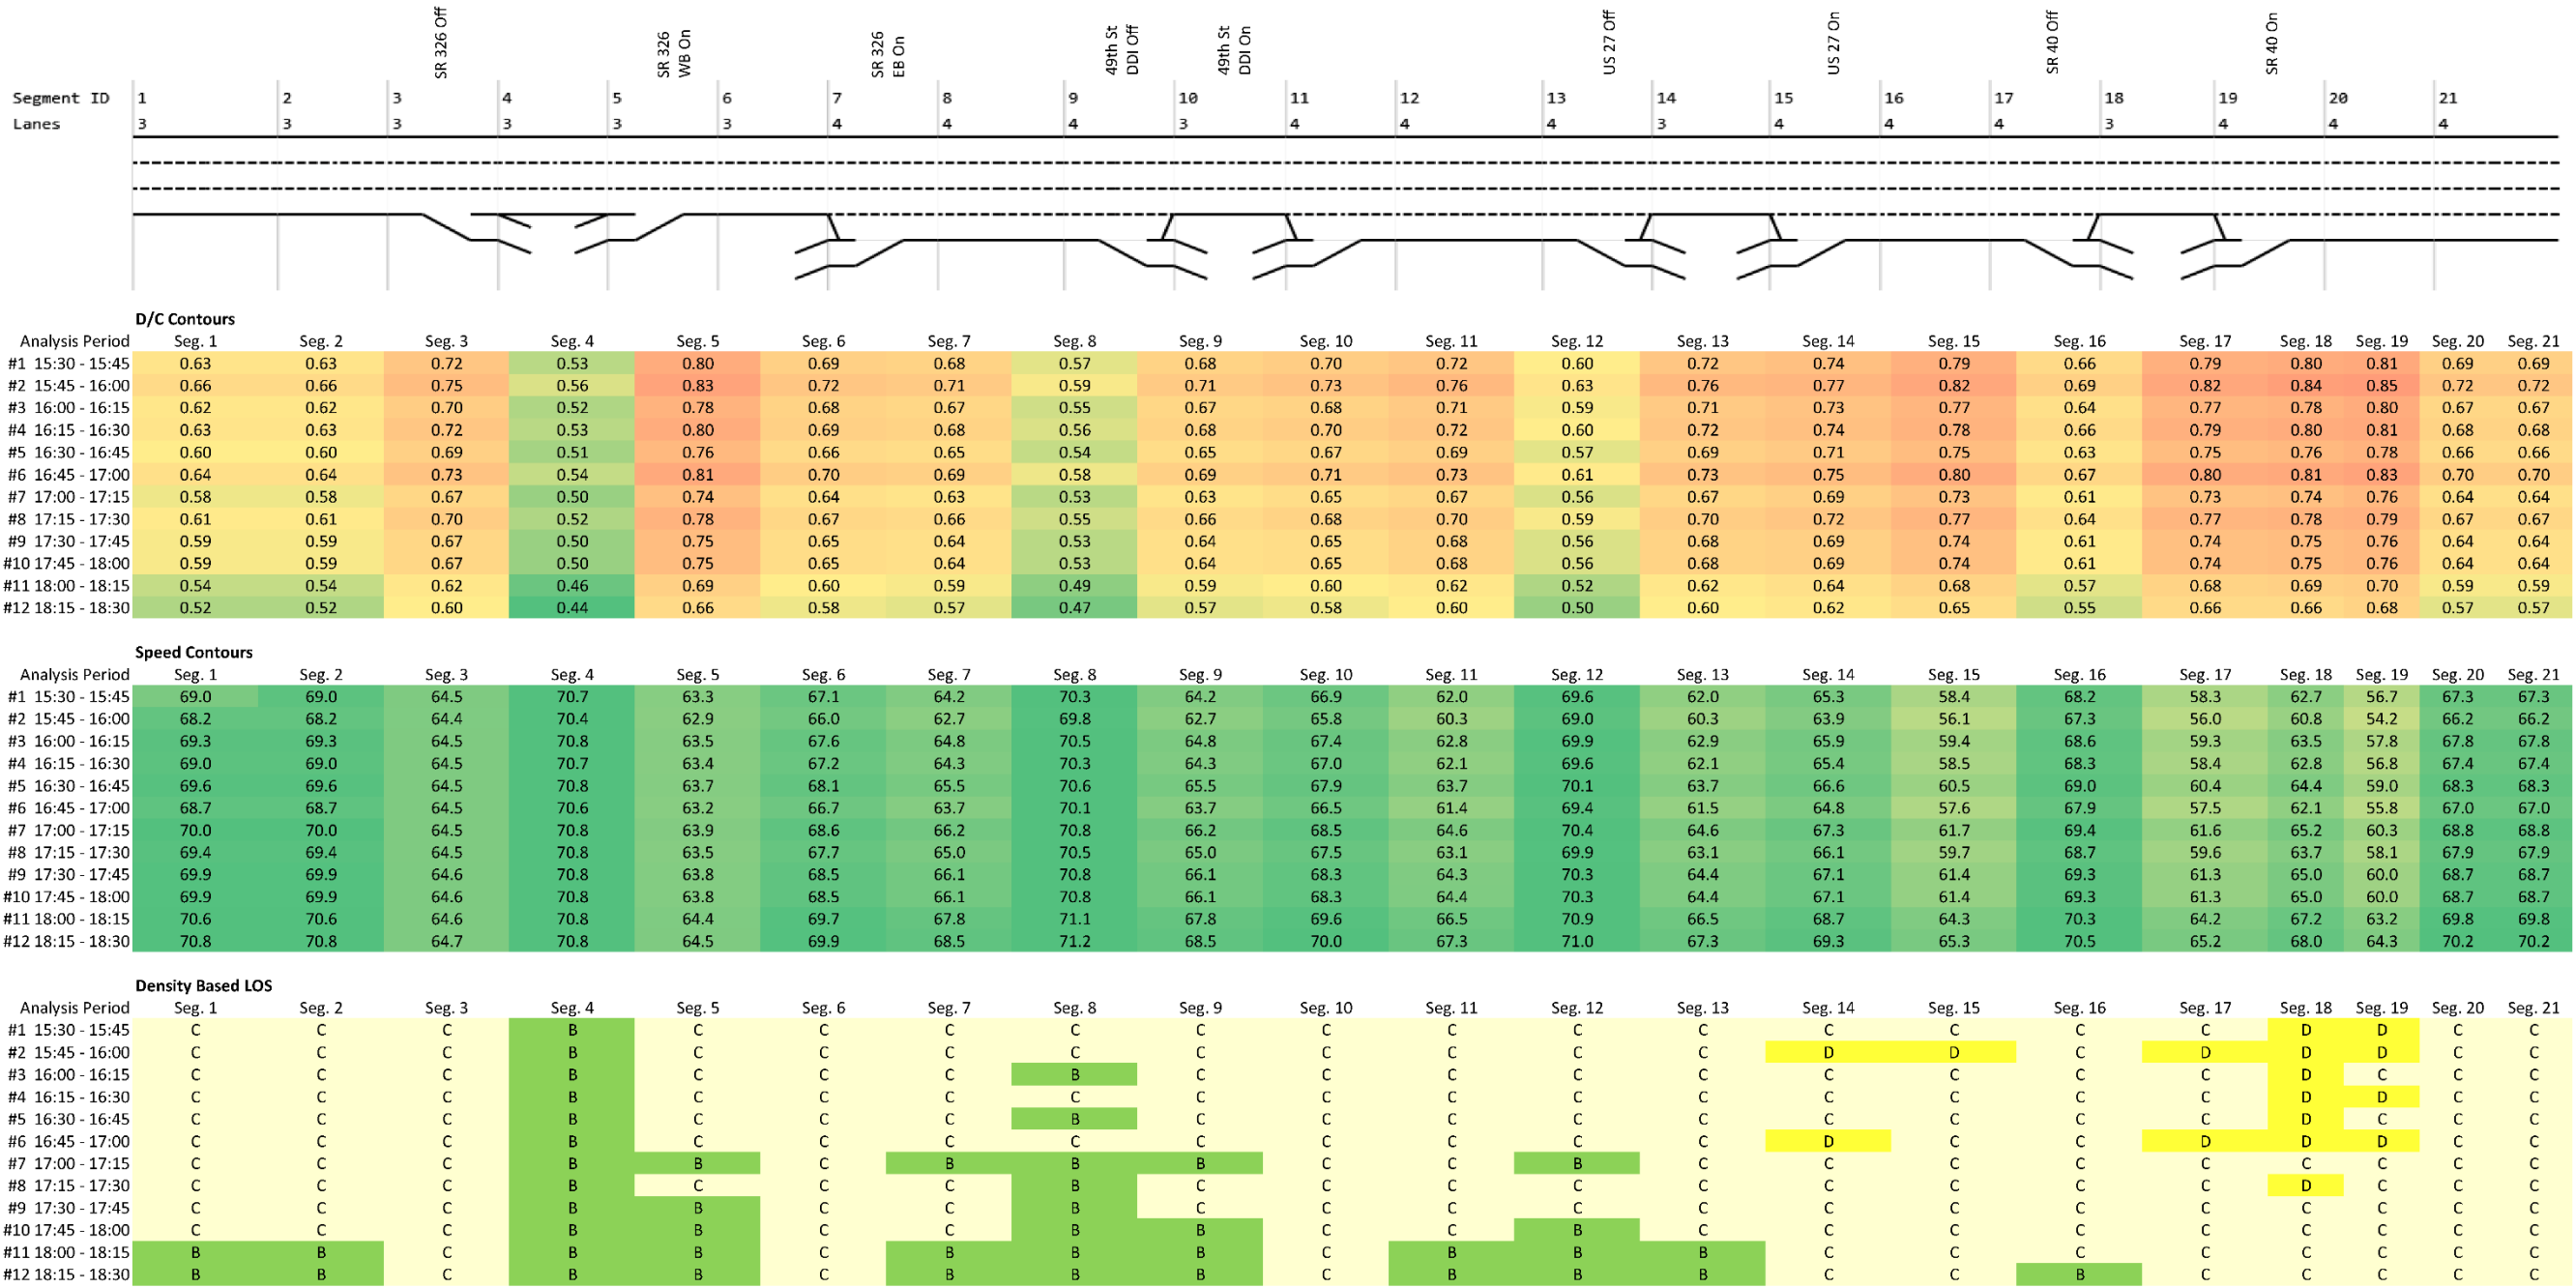 SR 326 Off
SR 326
WB On
SR 326
EB On
49th St
DDI Off
49th St
DDI On
US 27 Off
US 27 On
SR 40 Off
SR 40 On
Segment ID 1 2 3 4 5 6 7 8 9 10 11 12 13 14 15 16 17 18 19 20 21
Lanes 3 3 3 3 3 3 4 4 4 3 4 4 4 3 4 4 4 3 4 4 4
D/C Contours
Analysis Period Seg. 1 Seg. 2 Seg. 3 Seg. 4 Seg. 5 Seg. 6 Seg. 7 Seg. 8 Seg. 9 Seg. 10 Seg. 11 Seg. 12 Seg. 13 Seg. 14 Seg. 15 Seg. 16 Seg. 17 Seg. 18 Seg. 19 Seg. 20 Seg. 21
#1 15:30 - 15:45 0.63 0.63 0.72 0.53 0.80 0.69 0.68 0.57 0.68 0.70 0.72 0.60 0.72 0.74 0.79 0.66 0.79 0.80 0.81 0.69 0.69
#2 15:45 - 16:00 0.66 0.66 0.75 0.56 0.83 0.72 0.71 0.59 0.71 0.73 0.76 0.63 0.76 0.77 0.82 0.69 0.82 0.84 0.85 0.72 0.72
#3 16:00 - 16:15 0.62 0.62 0.70 0.52 0.78 0.68 0.67 0.55 0.67 0.68 0.71 0.59 0.71 0.73 0.77 0.64 0.77 0.78 0.80 0.67 0.67
#4 16:15 - 16:30 0.63 0.63 0.72 0.53 0.80 0.69 0.68 0.56 0.68 0.70 0.72 0.60 0.72 0.74 0.78 0.66 0.79 0.80 0.81 0.68 0.68
#5 16:30 - 16:45 0.60 0.60 0.69 0.51 0.76 0.66 0.65 0.54 0.65 0.67 0.69 0.57 0.69 0.71 0.75 0.63 0.75 0.76 0.78 0.66 0.66
#6 16:45 - 17:00 0.64 0.64 0.73 0.54 0.81 0.70 0.69 0.58 0.69 0.71 0.73 0.61 0.73 0.75 0.80 0.67 0.80 0.81 0.83 0.70 0.70
#7 17:00 - 17:15 0.58 0.58 0.67 0.50 0.74 0.64 0.63 0.53 0.63 0.65 0.67 0.56 0.67 0.69 0.73 0.61 0.73 0.74 0.76 0.64 0.64
#8 17:15 - 17:30 0.61 0.61 0.70 0.52 0.78 0.67 0.66 0.55 0.66 0.68 0.70 0.59 0.70 0.72 0.77 0.64 0.77 0.78 0.79 0.67 0.67
#9 17:30 - 17:45 0.59 0.59 0.67 0.50 0.75 0.65 0.64 0.53 0.64 0.65 0.68 0.56 0.68 0.69 0.74 0.61 0.74 0.75 0.76 0.64 0.64
#10 17:45 - 18:00 0.59 0.59 0.67 0.50 0.75 0.65 0.64 0.53 0.64 0.65 0.68 0.56 0.68 0.69 0.74 0.61 0.74 0.75 0.76 0.64 0.64
#11 18:00 - 18:15 0.54 0.54 0.62 0.46 0.69 0.60 0.59 0.49 0.59 0.60 0.62 0.52 0.62 0.64 0.68 0.57 0.68 0.69 0.70 0.59 0.59
#12 18:15 - 18:30 0.52 0.52 0.60 0.44 0.66 0.58 0.57 0.47 0.57 0.58 0.60 0.50 0.60 0.62 0.65 0.55 0.66 0.66 0.68 0.57 0.57
Speed Contours
Analysis Period Seg. 1 Seg. 2 Seg. 3 Seg. 4 Seg. 5 Seg. 6 Seg. 7 Seg. 8 Seg. 9 Seg. 10 Seg. 11 Seg. 12 Seg. 13 Seg. 14 Seg. 15 Seg. 16 Seg. 17 Seg. 18 Seg. 19 Seg. 20 Seg. 21
#1 15:30 - 15:45 69.0 69.0 64.5 70.7 63.3 67.1 64.2 70.3 64.2 66.9 62.0 69.6 62.0 65.3 58.4 68.2 58.3 62.7 56.7 67.3 67.3
#2 15:45 - 16:00 68.2 68.2 64.4 70.4 62.9 66.0 62.7 69.8 62.7 65.8 60.3 69.0 60.3 63.9 56.1 67.3 56.0 60.8 54.2 66.2 66.2
#3 16:00 - 16:15 69.3 69.3 64.5 70.8 63.5 67.6 64.8 70.5 64.8 67.4 62.8 69.9 62.9 65.9 59.4 68.6 59.3 63.5 57.8 67.8 67.8
#4 16:15 - 16:30 69.0 69.0 64.5 70.7 63.4 67.2 64.3 70.3 64.3 67.0 62.1 69.6 62.1 65.4 58.5 68.3 58.4 62.8 56.8 67.4 67.4
#5 16:30 - 16:45 69.6 69.6 64.5 70.8 63.7 68.1 65.5 70.6 65.5 67.9 63.7 70.1 63.7 66.6 60.5 69.0 60.4 64.4 59.0 68.3 68.3
#6 16:45 - 17:00 68.7 68.7 64.5 70.6 63.2 66.7 63.7 70.1 63.7 66.5 61.4 69.4 61.5 64.8 57.6 67.9 57.5 62.1 55.8 67.0 67.0
#7 17:00 - 17:15 70.0 70.0 64.5 70.8 63.9 68.6 66.2 70.8 66.2 68.5 64.6 70.4 64.6 67.3 61.7 69.4 61.6 65.2 60.3 68.8 68.8
#8 17:15 - 17:30 69.4 69.4 64.5 70.8 63.5 67.7 65.0 70.5 65.0 67.5 63.1 69.9 63.1 66.1 59.7 68.7 59.6 63.7 58.1 67.9 67.9
#9 17:30 - 17:45 69.9 69.9 64.6 70.8 63.8 68.5 66.1 70.8 66.1 68.3 64.3 70.3 64.4 67.1 61.4 69.3 61.3 65.0 60.0 68.7 68.7
#10 17:45 - 18:00 69.9 69.9 64.6 70.8 63.8 68.5 66.1 70.8 66.1 68.3 64.4 70.3 64.4 67.1 61.4 69.3 61.3 65.0 60.0 68.7 68.7
#11 18:00 - 18:15 70.6 70.6 64.6 70.8 64.4 69.7 67.8 71.1 67.8 69.6 66.5 70.9 66.5 68.7 64.3 70.3 64.2 67.2 63.2 69.8 69.8
#12 18:15 - 18:30 70.8 70.8 64.7 70.8 64.5 69.9 68.5 71.2 68.5 70.0 67.3 71.0 67.3 69.3 65.3 70.5 65.2 68.0 64.3 70.2 70.2
Density Based LOS
Analysis Period Seg. 1 Seg. 2 Seg. 3 Seg. 4 Seg. 5 Seg. 6 Seg. 7 Seg. 8 Seg. 9 Seg. 10 Seg. 11 Seg. 12 Seg. 13 Seg. 14 Seg. 15 Seg. 16 Seg. 17 Seg. 18 Seg. 19 Seg. 20 Seg. 21
#1 15:30 - 15:45 C C C B C C C C C C C C C C C C C D D C C
#2 15:45 - 16:00 C C C B C C C C C C C C C D D C D D D C C
#3 16:00 - 16:15 C C C B C C C B C C C C C C C C C D C C C
#4 16:15 - 16:30 C C C B C C C C C C C C C C C C C D D C C
#5 16:30 - 16:45 C C C B C C C B C C C C C C C C C D C C C
#6 16:45 - 17:00 C C C B C C C C C C C C C D C C D D D C C
#7 17:00 - 17:15 C C C B B C B B B C C B C C C C C C C C C
#8 17:15 - 17:30 C C C B C C C B C C C C C C C C C D C C C
#9 17:30 - 17:45 C C C B B C C B C C C C C C C C C C C C C
#10 17:45 - 18:00 C C C B B C C B B C C B C C C C C C C C C
#11 18:00 - 18:15 B B C B B C B B B C B B B C C C C C C C C
#12 18:15 - 18:30 B B C B B C B B B C B B B C C B C C C C C